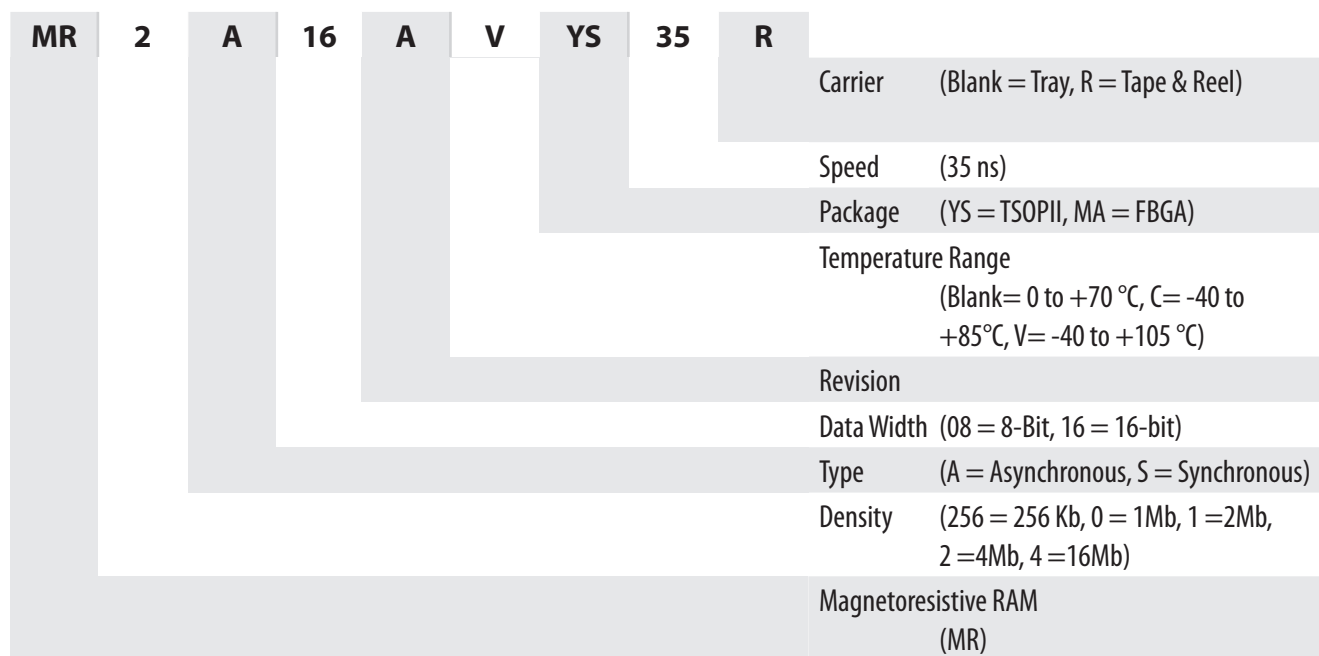 MR 2 A 16 A V YS 35 R
Carrier (Blank = Tray, R = Tape & Reel)
Speed (35 ns)
Package (YS = TSOPII, MA = FBGA)
Temperature Range
(Blank= 0 to +70 °C, C= -40 to
+85°C, V= -40 to +105 °C)
Revision
Data Width (08 = 8-Bit, 16 = 16-bit)
Type (A = Asynchronous, S = Synchronous)
Density (256 = 256 Kb, 0 = 1Mb, 1 =2Mb,
2 =4Mb, 4 =16Mb)
Magnetoresistive RAM
(MR)